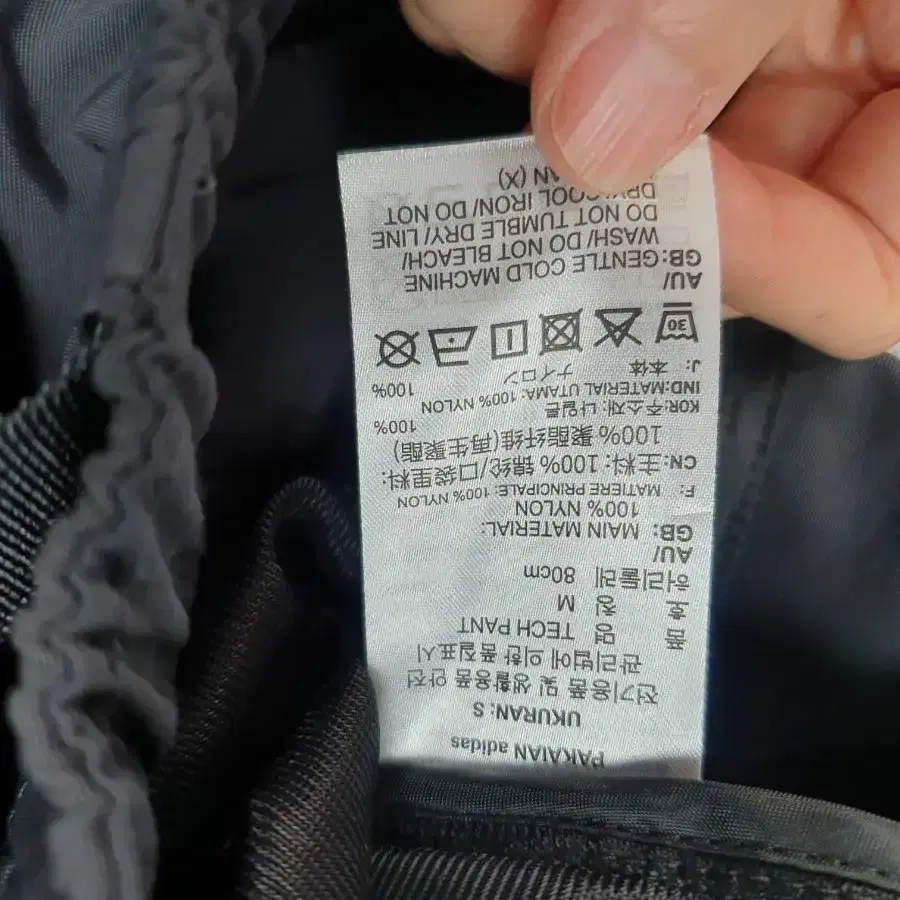 PAKAIAN adidas
UKURAN: S
전기용품 및 생활용품 안전
관리법에 의한 품질표시
품 명 TECH PANT
호 칭 M
허리둘레 80cm
AU/
GB: MAIN MATERIAL:
100% NYLON
F: MATIERE PRINCIPALE: 100% NYLON
CN: 主料: 100% 锦纶/口袋里料:
100% 聚酯纤维(再生聚酯)
KOR:주소재: 나일론 100%
IND:MATERIAL UTAMA: 100% NYLON
J: 本体 ナイロン 100%
30
AU/
GB: GENTLE COLD MACHINE
WASH/ DO NOT BLEACH/
DO NOT TUMBLE DRY/ LINE
DRY/ COOL IRON/ DO NOT
(X)